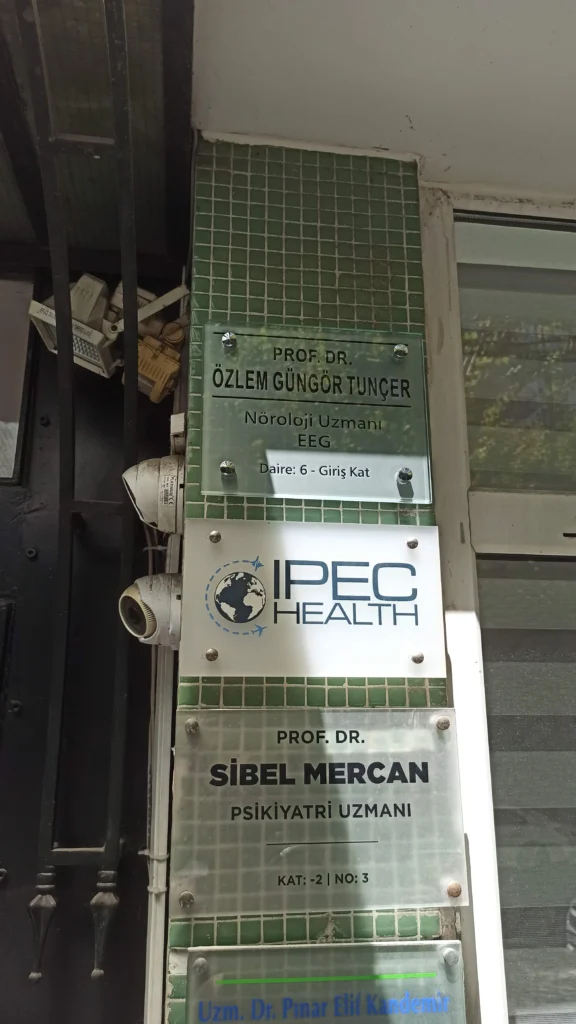 PROF. DR.
ÖZLEM GÜNGÖR TUNÇER
Nöroloji Uzmanı
EEG
Daire: 6 - Giriş Kat
IPEC
HEALTH
PROF. DR.
SİBEL MERCAN
PSİKİYATRİ UZMANI
KAT: -2 | NO: 3
Uzm. Dr. Pınar Elif Kandemir